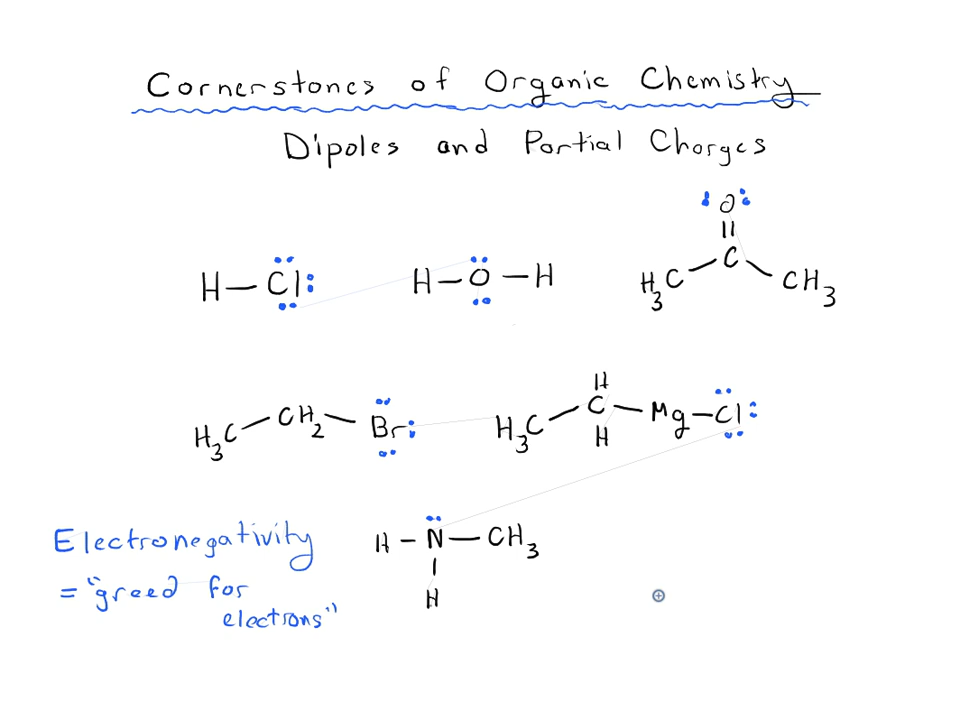 Cornerstones of Organic Chemistry
Dipoles and Partial Charges
H–Cl
H–O–H
O
||
H3C–C–CH3
H3C–CH2–Br
H
H3C–C–Mg–Cl
H
Electronegativity
= "greed for
electrons"
H–N–CH3
|
H